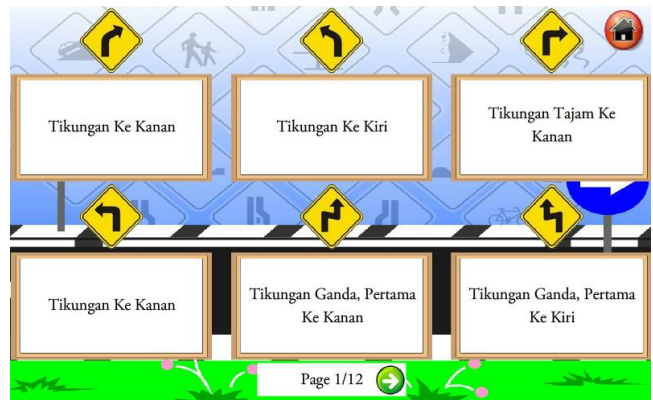 Tikungan Ke Kanan
Tikungan Ke Kiri
Tikungan Tajam Ke
Kanan
Tikungan Ke Kanan
Tikungan Ganda, Pertama
Ke Kanan
Tikungan Ganda, Pertama
Ke Kiri
Page 1/12